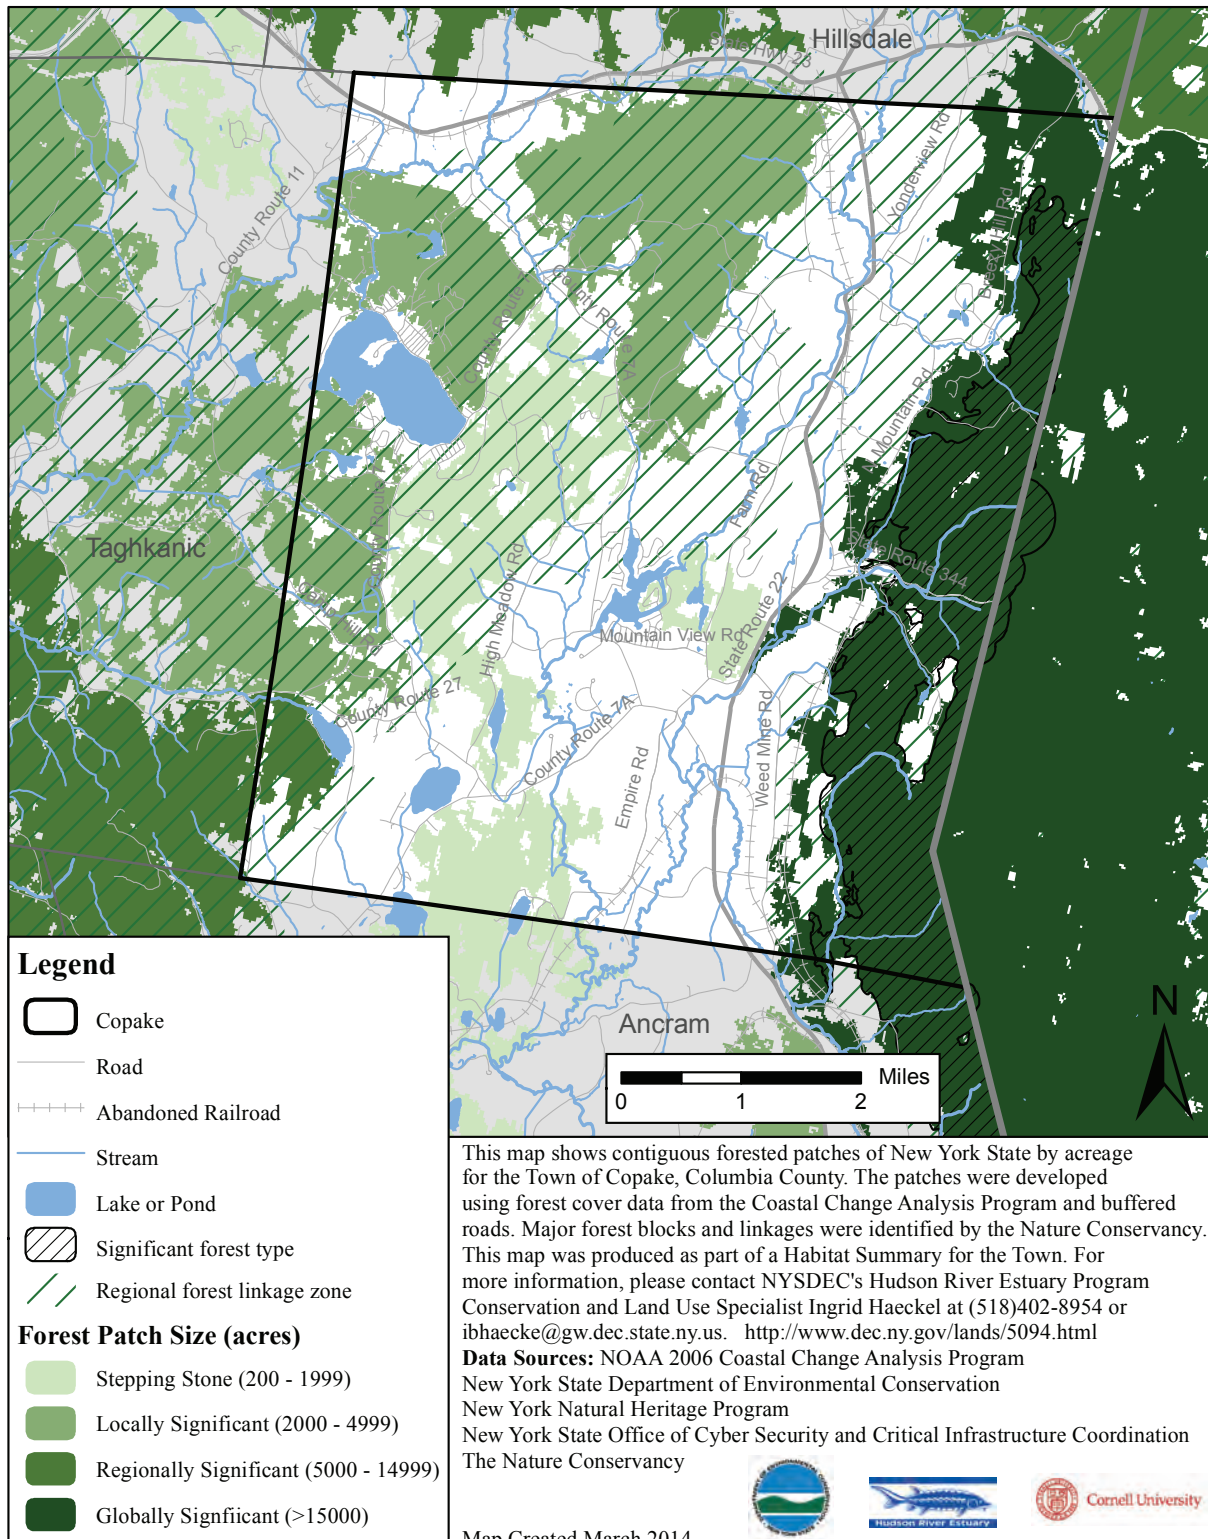 Hillsdale
State Hwy 23
Yonderview Rd
County Route 11
Breezy Hill Rd
County Route 7A
County Route
N Mountain Rd
Farm Rd
Taghkanic
County Route
State Route 344
High Meadow Rd
State Route 22
Mountain View Rd
County Route 27
County Route 7A
Weed Mine Rd
Empire Rd
Ancram
N
Miles
0 1 2
Legend
Copake
Road
Abandoned Railroad
Stream
Lake or Pond
Significant forest type
Regional forest linkage zone
Forest Patch Size (acres)
Stepping Stone (200 - 1999)
Locally Significant (2000 - 4999)
Regionally Significant (5000 - 14999)
Globally Signfiicant (>15000)
This map shows contiguous forested patches of New York State by acreage
for the Town of Copake, Columbia County. The patches were developed
using forest cover data from the Coastal Change Analysis Program and buffered
roads. Major forest blocks and linkages were identified by the Nature Conservancy.
This map was produced as part of a Habitat Summary for the Town. For
more information, please contact NYSDEC's Hudson River Estuary Program
Conservation and Land Use Specialist Ingrid Haeckel at (518)402-8954 or
ibhaecke@gw.dec.state.ny.us. http://www.dec.ny.gov/lands/5094.html
Data Sources: NOAA 2006 Coastal Change Analysis Program
New York State Department of Environmental Conservation
New York Natural Heritage Program
New York State Office of Cyber Security and Critical Infrastructure Coordination
The Nature Conservancy
Hudson River Estuary
Cornell University
Map Created March 2014